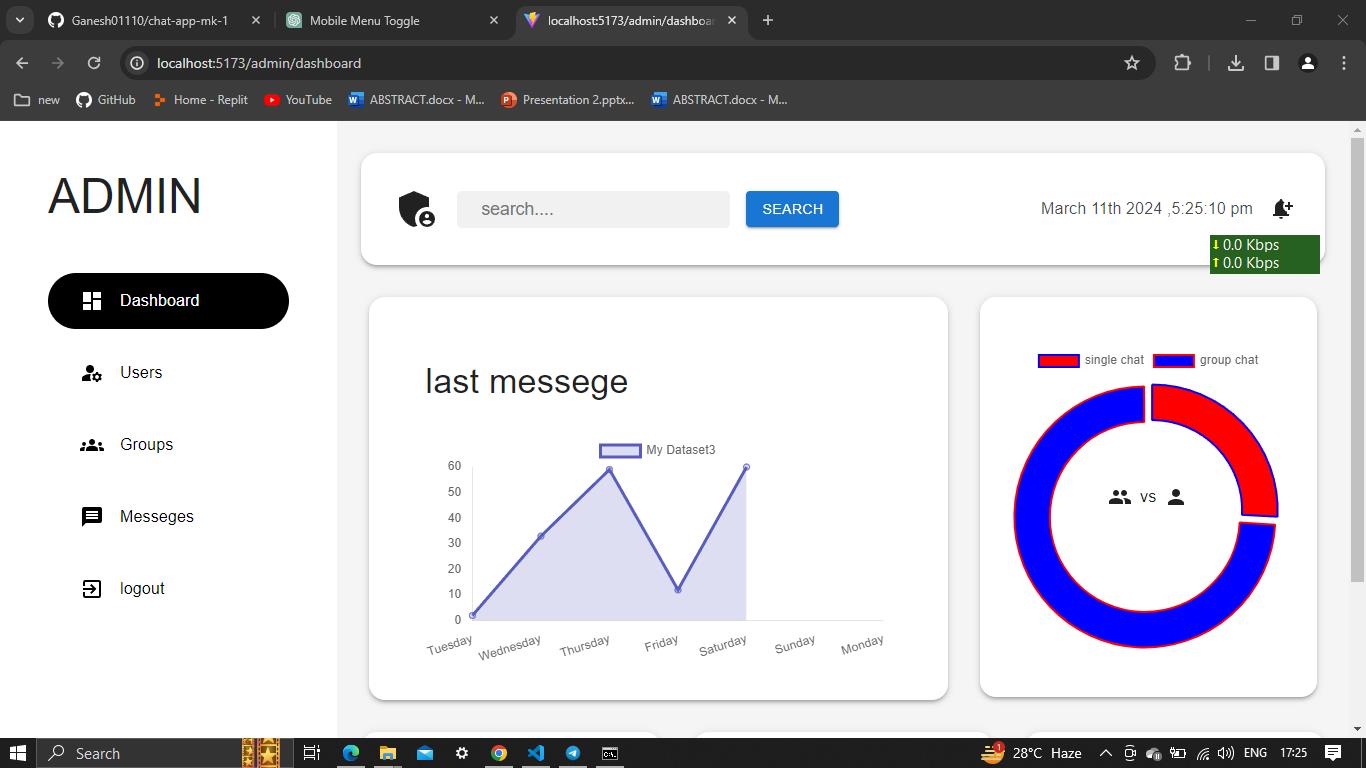 Ganesh01110/chat-app-mk-1
Mobile Menu Toggle
localhost:5173/admin/dashboar
localhost:5173/admin/dashboard
new
GitHub
Home - Replit
YouTube
ABSTRACT.docx - M...
Presentation 2.pptx...
ABSTRACT.docx - M...
ADMIN
Dashboard
Users
Groups
Messeges
logout
search....
SEARCH
March 11th 2024 ,5:25:10 pm
0.0 Kbps
0.0 Kbps
last messege
My Dataset3
60
50
40
30
20
10
0
Tuesday
Wednesday
Thursday
Friday
Saturday
Sunday
Monday
single chat
group chat
vs
Search
1
28°C Haze
ENG
17:25